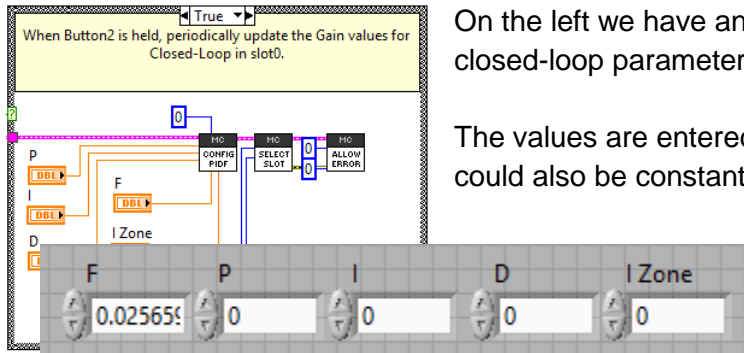 True
When Button2 is held, periodically update the Gain values for
Closed-Loop in slot0.
On the left we have an
closed-loop parameter
The values are entered
could also be constant
?
0
MC
CONFIG
PIDF
MC
SELECT
SLOT
0
0
MC
ALLOW
ERROR
P
DBL
I
DBL
D
F
DBL
I Zone
F P I D I Zone
0.025659 0 0 0 0